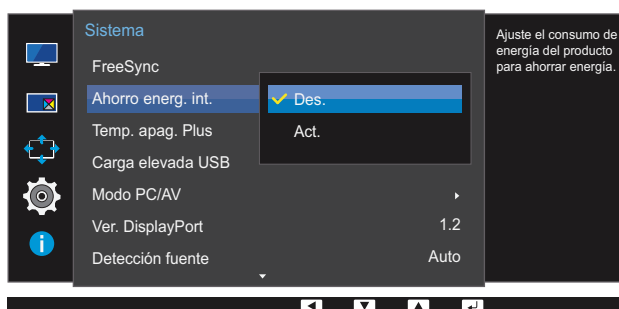 Sistema
FreeSync
Ahorro energ. int.
Des.
Temp. apag. Plus
Act.
Carga elevada USB
Modo PC/AV
Ver. DisplayPort 1.2
Detección fuente Auto
Ajuste el consumo de
energía del producto
para ahorrar energía.